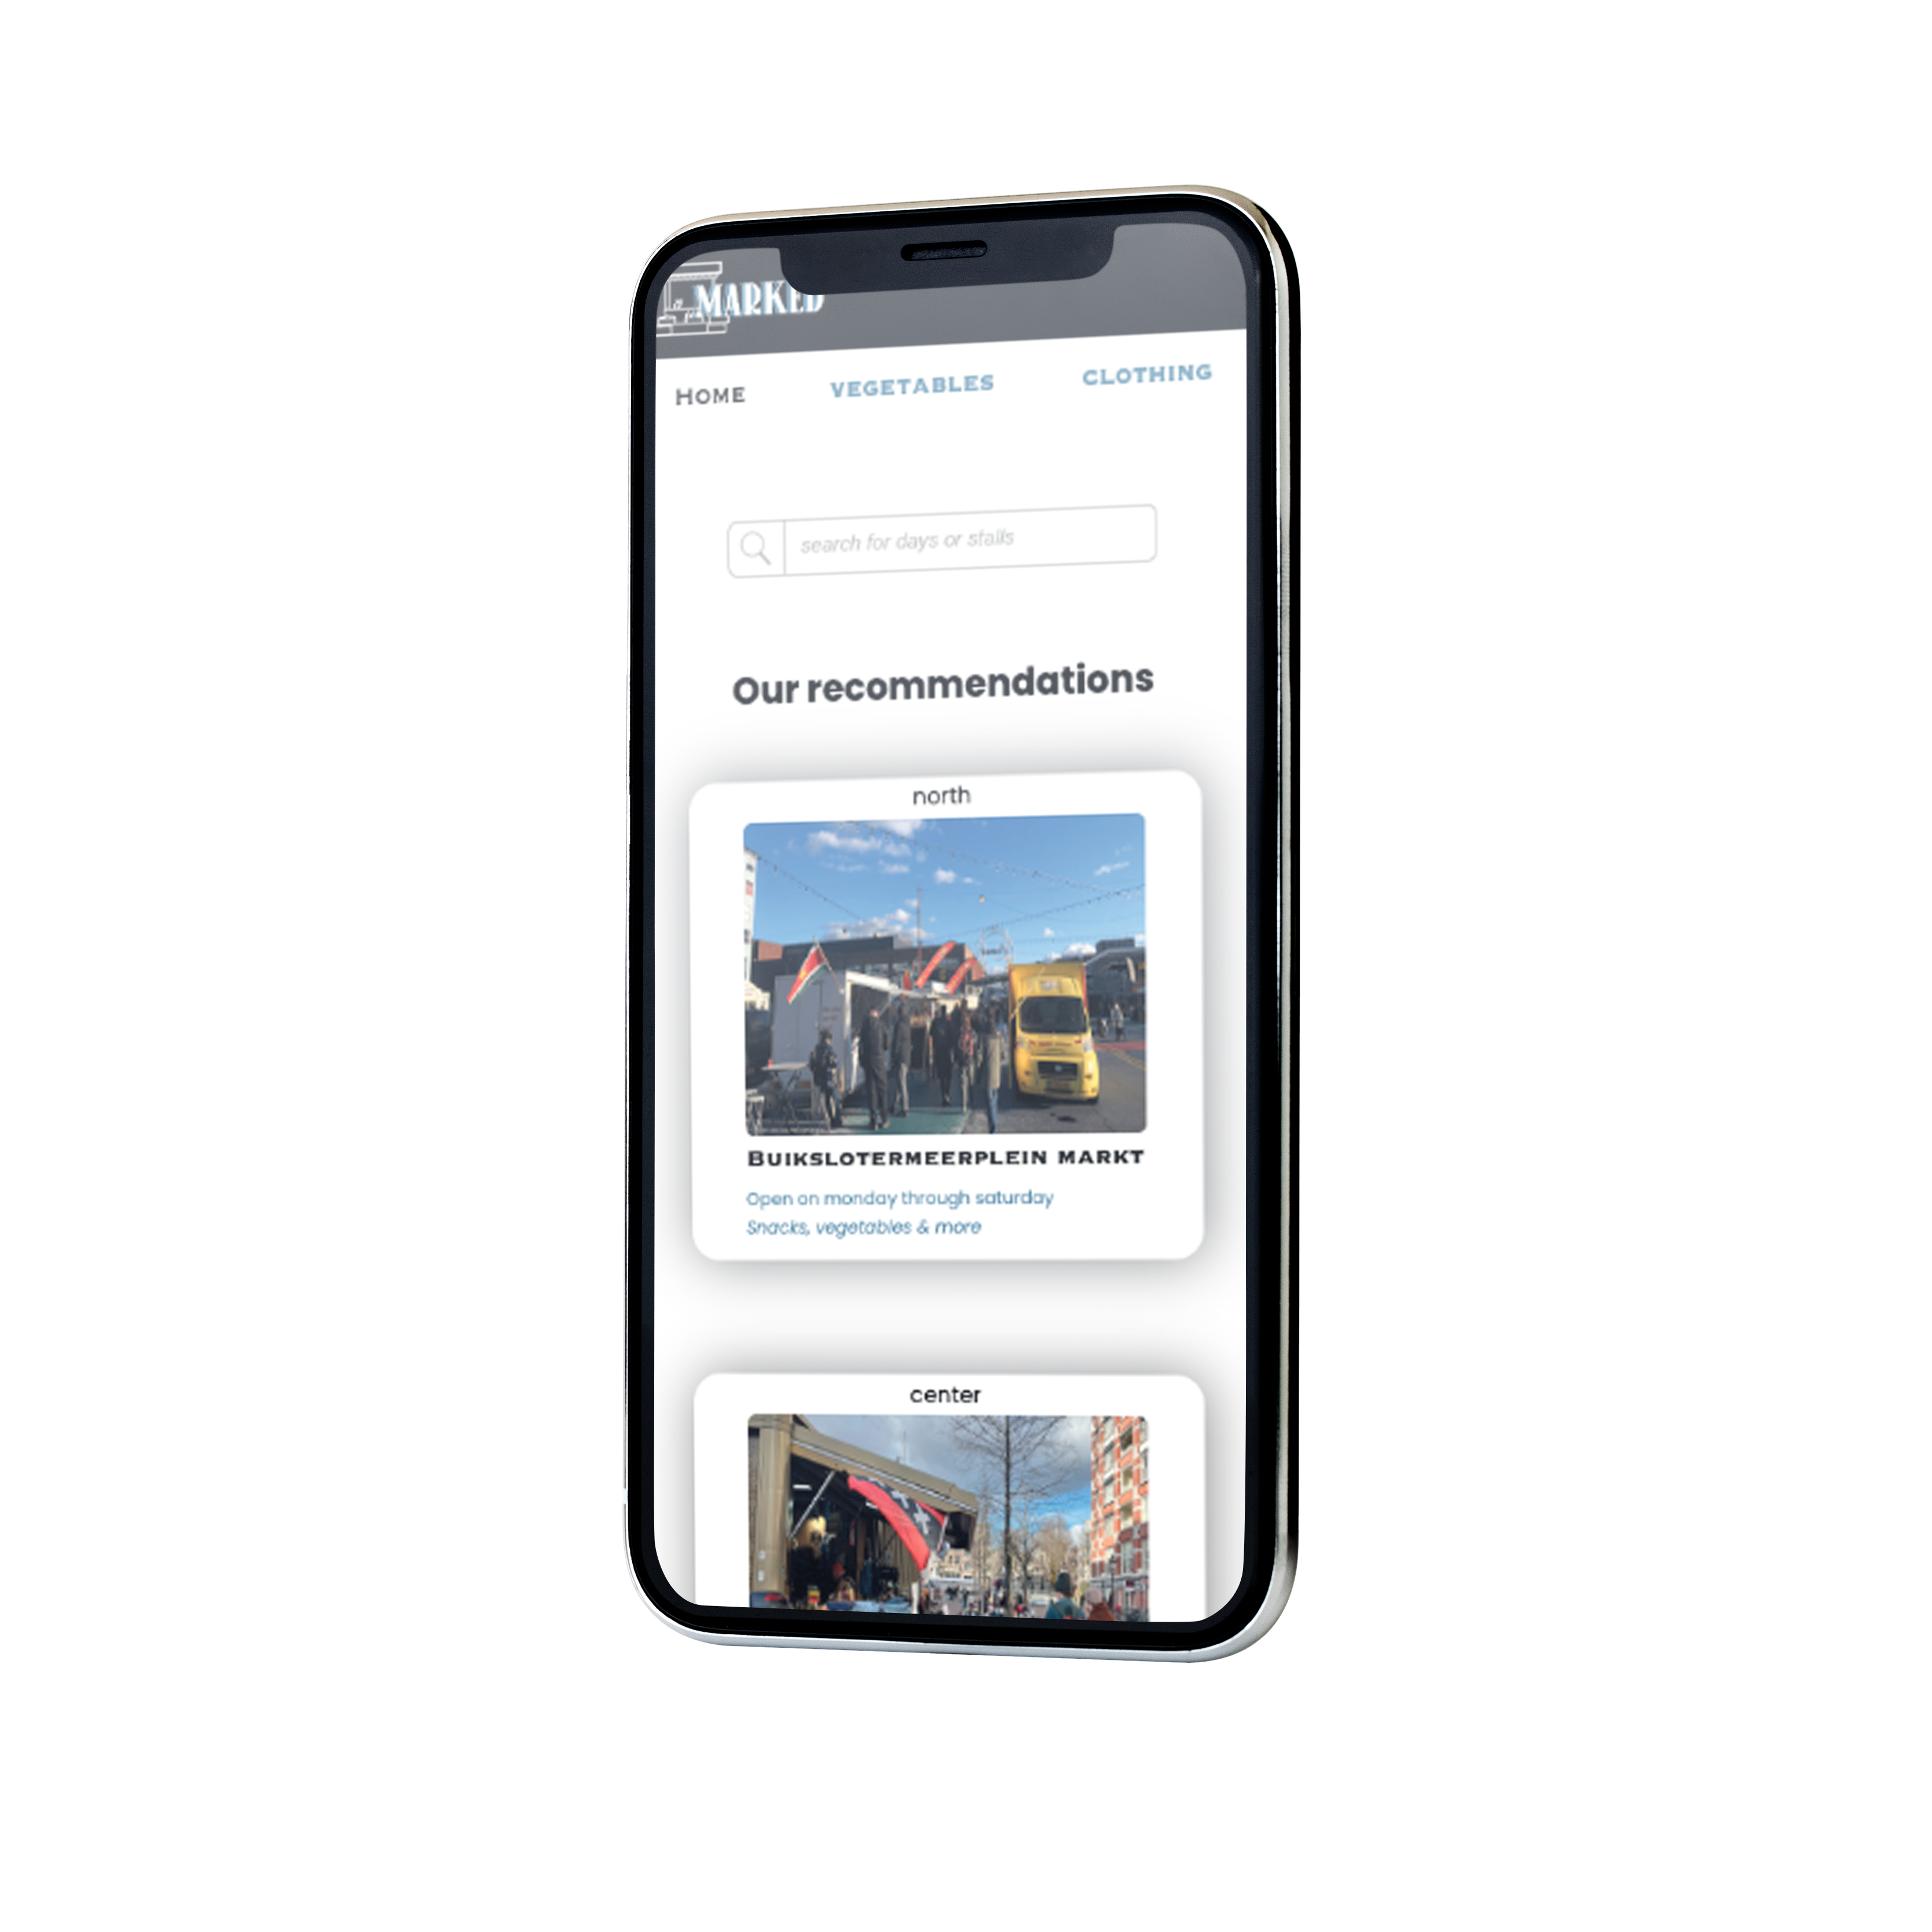 MARKED
HOME VEGETABLES CLOTHING
search for days or stalls
Our recommendations
north
BUIKSLOTERMEERPLEIN MARKT
Open on monday through saturday
Snacks, vegetables & more
center